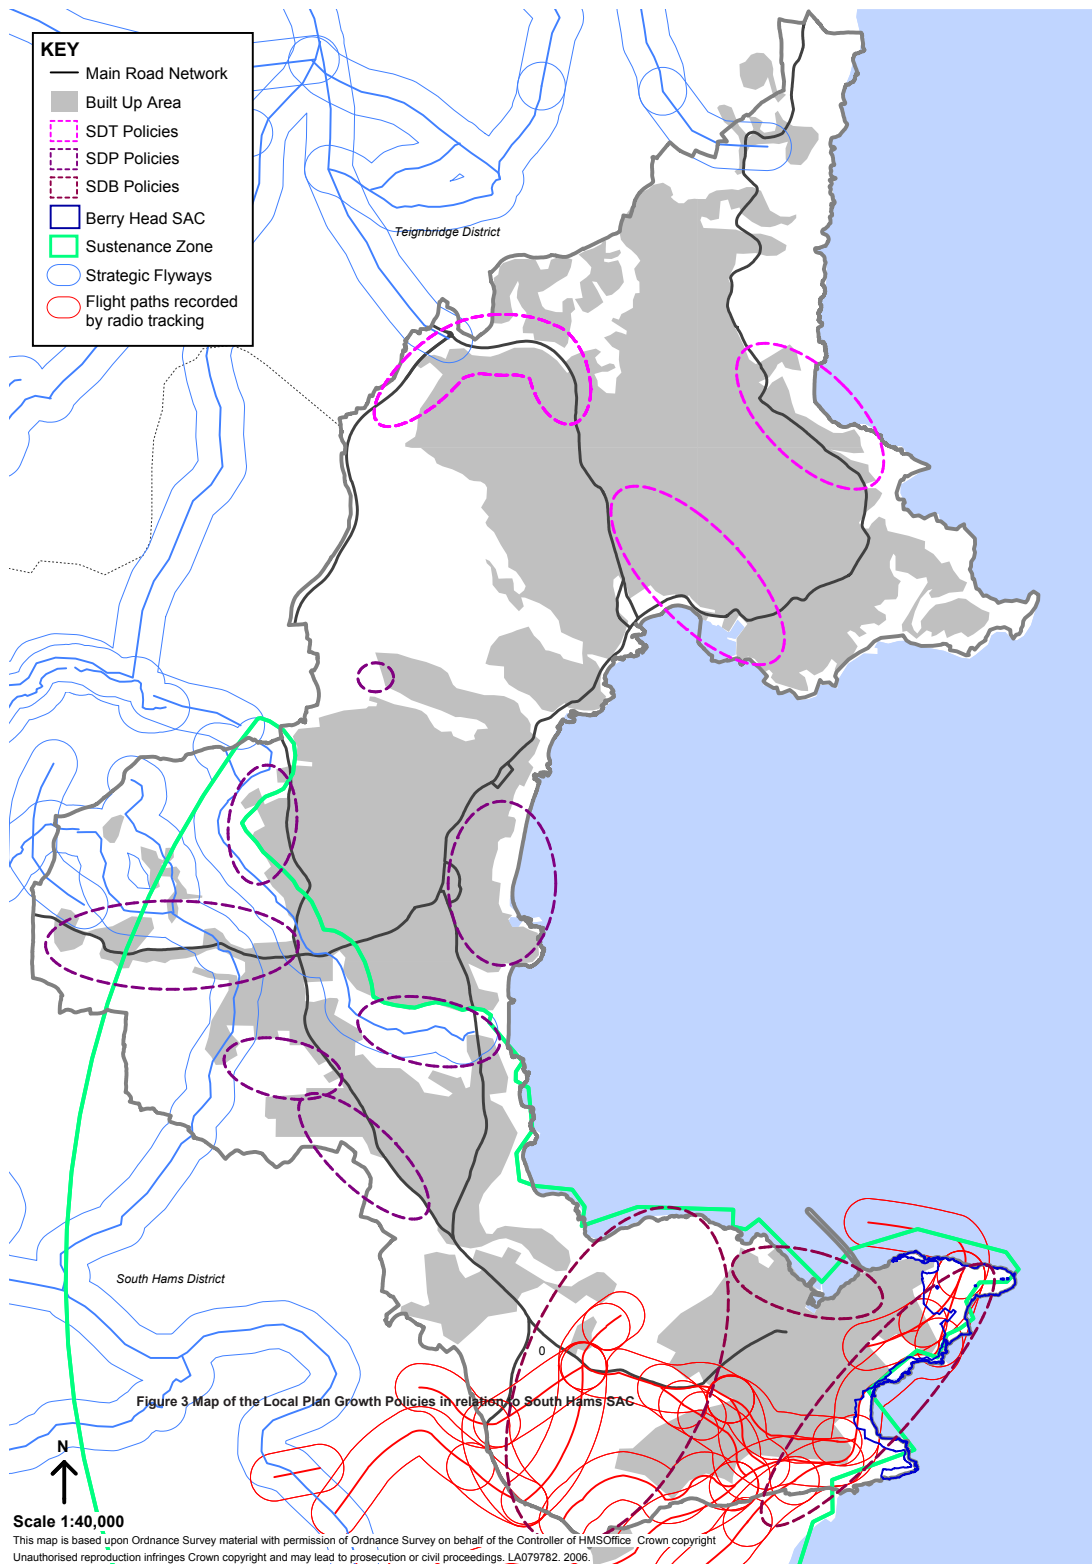 KEY
Main Road Network
Built Up Area
SDT Policies
SDP Policies
SDB Policies
Berry Head SAC
Sustenance Zone
Strategic Flyways
Flight paths recorded
by radio tracking
Teignbridge District
South Hams District
0
Figure 3 Map of the Local Plan Growth Policies in relation to South Hams SAC
N
Scale 1:40,000
This map is based upon Ordnance Survey material with permission of Ordnance Survey on behalf of the Controller of HMSOffice Crown copyright
Unauthorised reproduction infringes Crown copyright and may lead to prosecution or civil proceedings. LA079782. 2006.